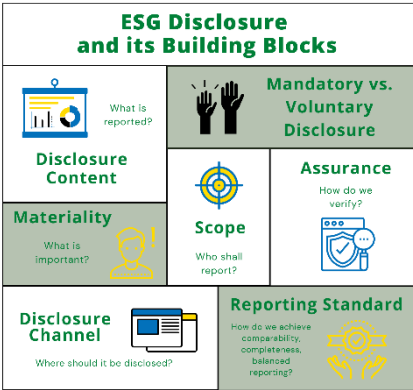 ESG Disclosure
and its Building Blocks
What is
reported?
Disclosure
Content
Mandatory vs.
Voluntary
Disclosure
Materiality
What is
important?
Scope
Who shall
report?
Assurance
How do we
verify?
Disclosure
Channel
Where should it be disclosed?
Reporting Standard
How do we achieve
comparability,
completeness,
balanced
reporting?